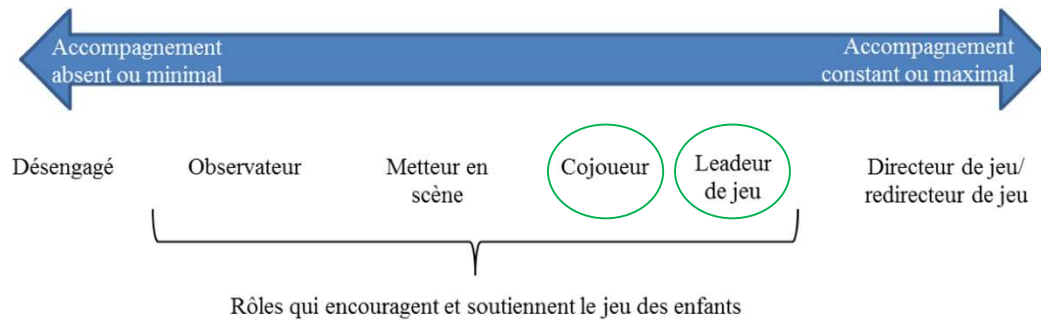 Accompagnement
absent ou minimal
Accompagnement
constant ou maximal
Désengagé
Observateur
Metteur en
scène
Cojoueur
Leadeur
de jeu
Directeur de jeu/
redirecteur de jeu
Rôles qui encouragent et soutiennent le jeu des enfants